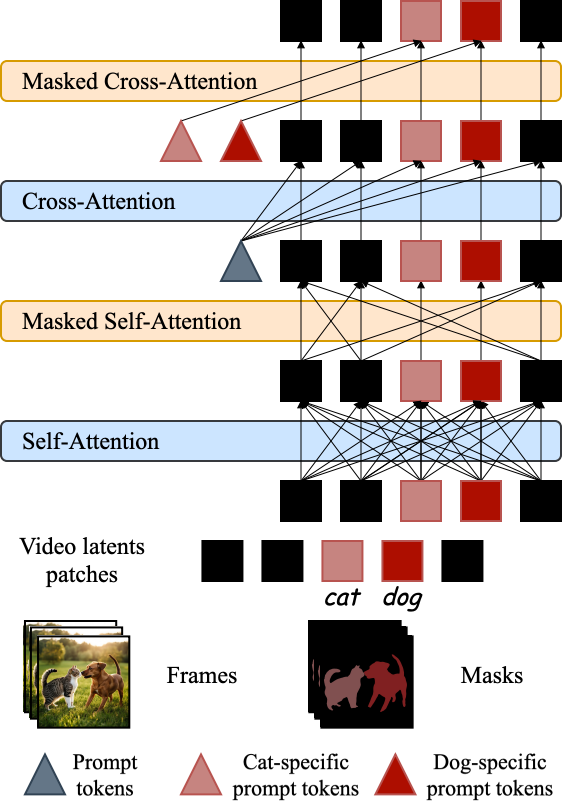 Masked Cross-Attention
Cross-Attention
Masked Self-Attention
Self-Attention
Video latents
patches
cat dog
Frames
Masks
Prompt
tokens
Cat-specific
prompt tokens
Dog-specific
prompt tokens